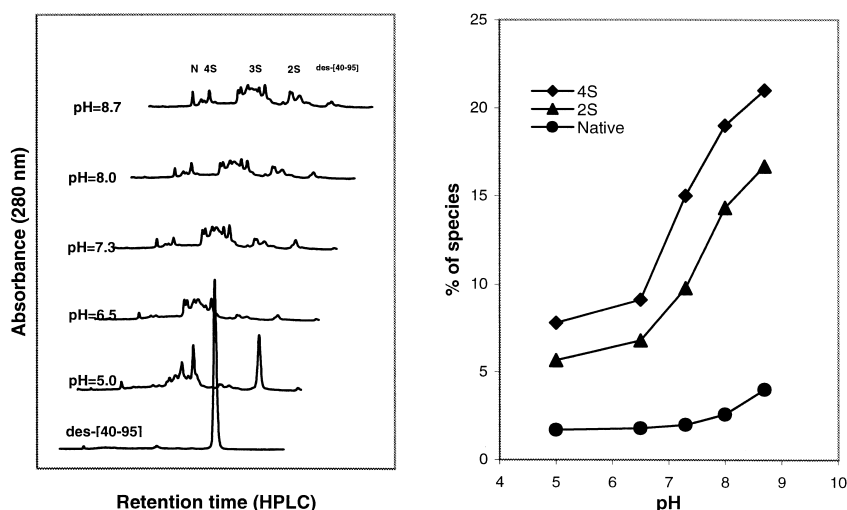 N 4S 3S 2S des-[40-95]
pH=8.7
pH=8.0
pH=7.3
pH=6.5
pH=5.0
des-[40-95]
Absorbance (280 nm)
Retention time (HPLC)
25
20
15
10
5
0
% of species
4S
2S
Native
4 5 6 7 8 9 10
pH